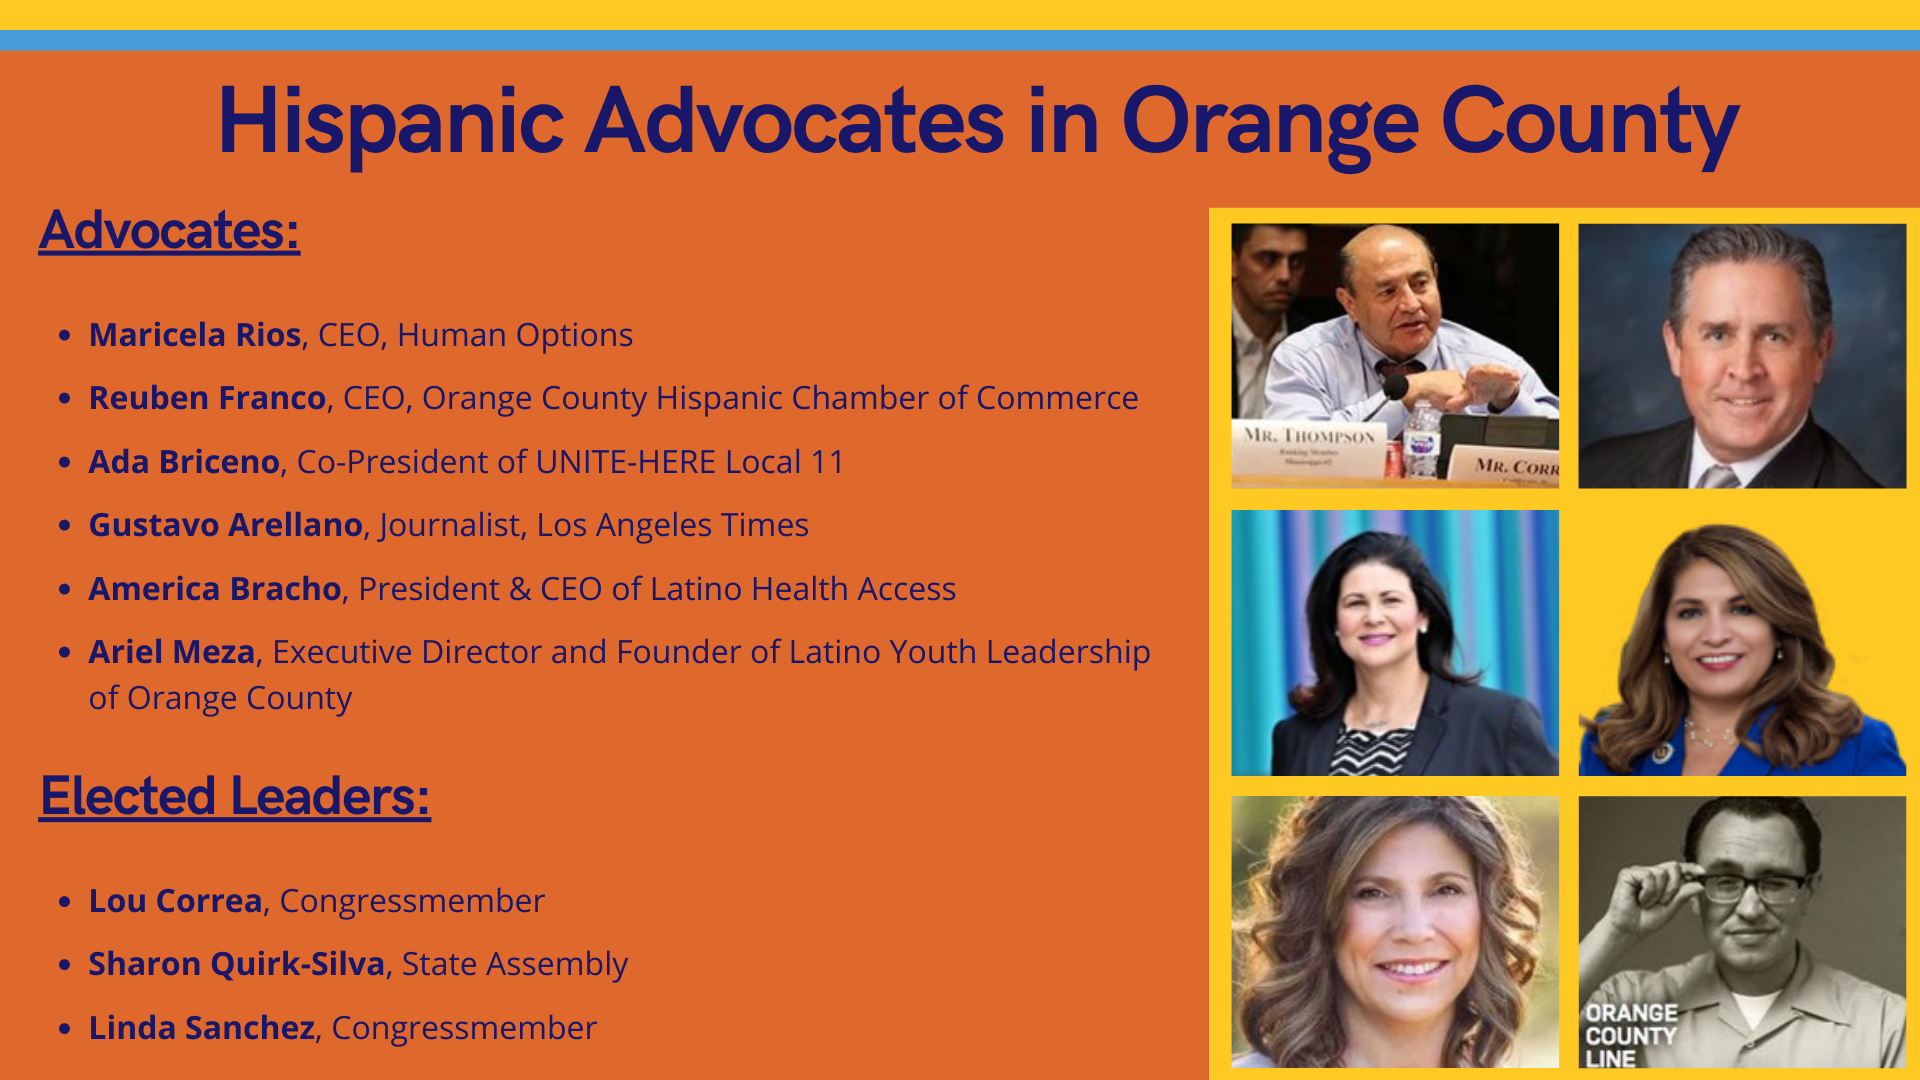 Hispanic Advocates in Orange County
Advocates:
• Maricela Rios, CEO, Human Options
• Reuben Franco, CEO, Orange County Hispanic Chamber of Commerce
• Ada Briceno, Co-President of UNITE-HERE Local 11
• Gustavo Arellano, Journalist, Los Angeles Times
• America Bracho, President & CEO of Latino Health Access
• Ariel Meza, Executive Director and Founder of Latino Youth Leadership
of Orange County
Elected Leaders:
• Lou Correa, Congressmember
• Sharon Quirk-Silva, State Assembly
• Linda Sanchez, Congressmember
MR. THOMPSON
Ranking Member
MR. CORR
ORANGE
COUNTY
LINE